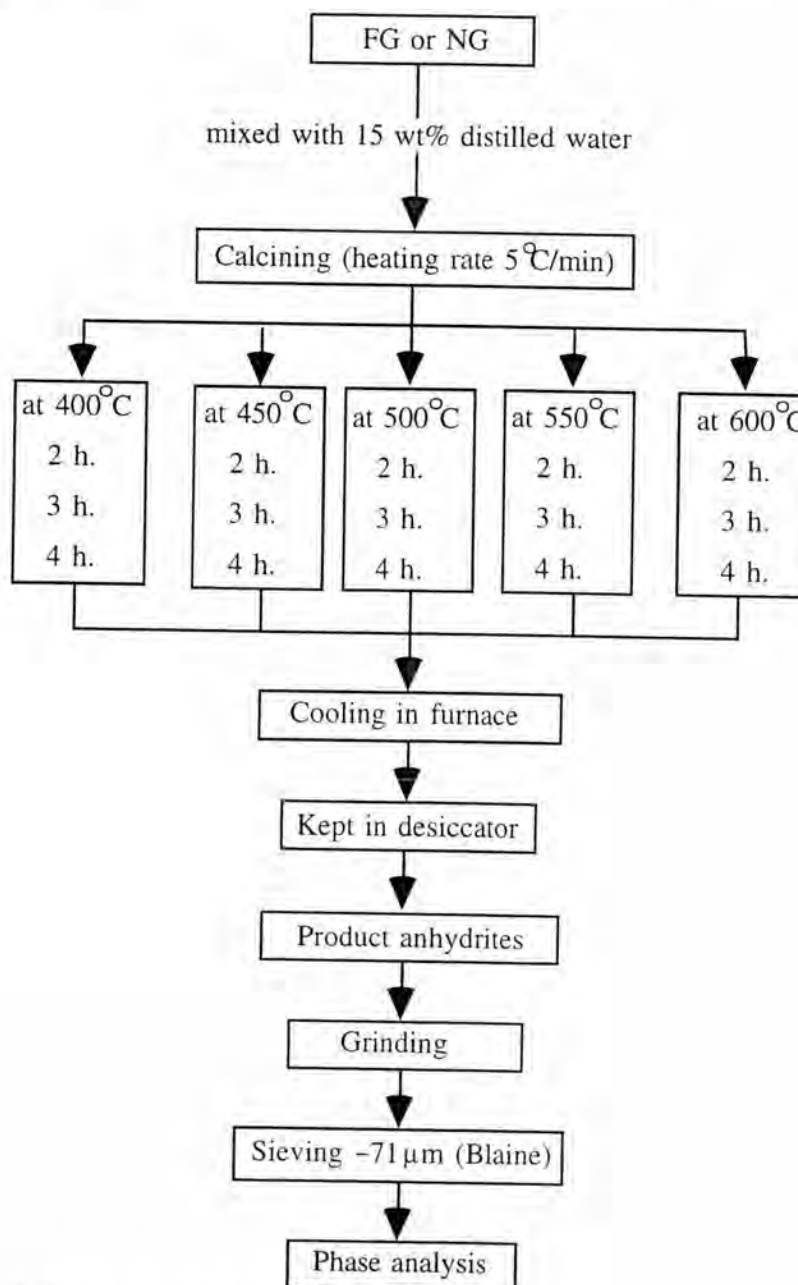 FG or NG
mixed with 15 wt% distilled water
Calcining (heating rate 5°C/min)
at 400°C
2 h.
3 h.
4 h.
at 450°C
2 h.
3 h.
4 h.
at 500°C
2 h.
3 h.
4 h.
at 550°C
2 h.
3 h.
4 h.
at 600°C
2 h.
3 h.
4 h.
Cooling in furnace
Kept in desiccator
Product anhydrites
Grinding
Sieving -71μm (Blaine)
Phase analysis